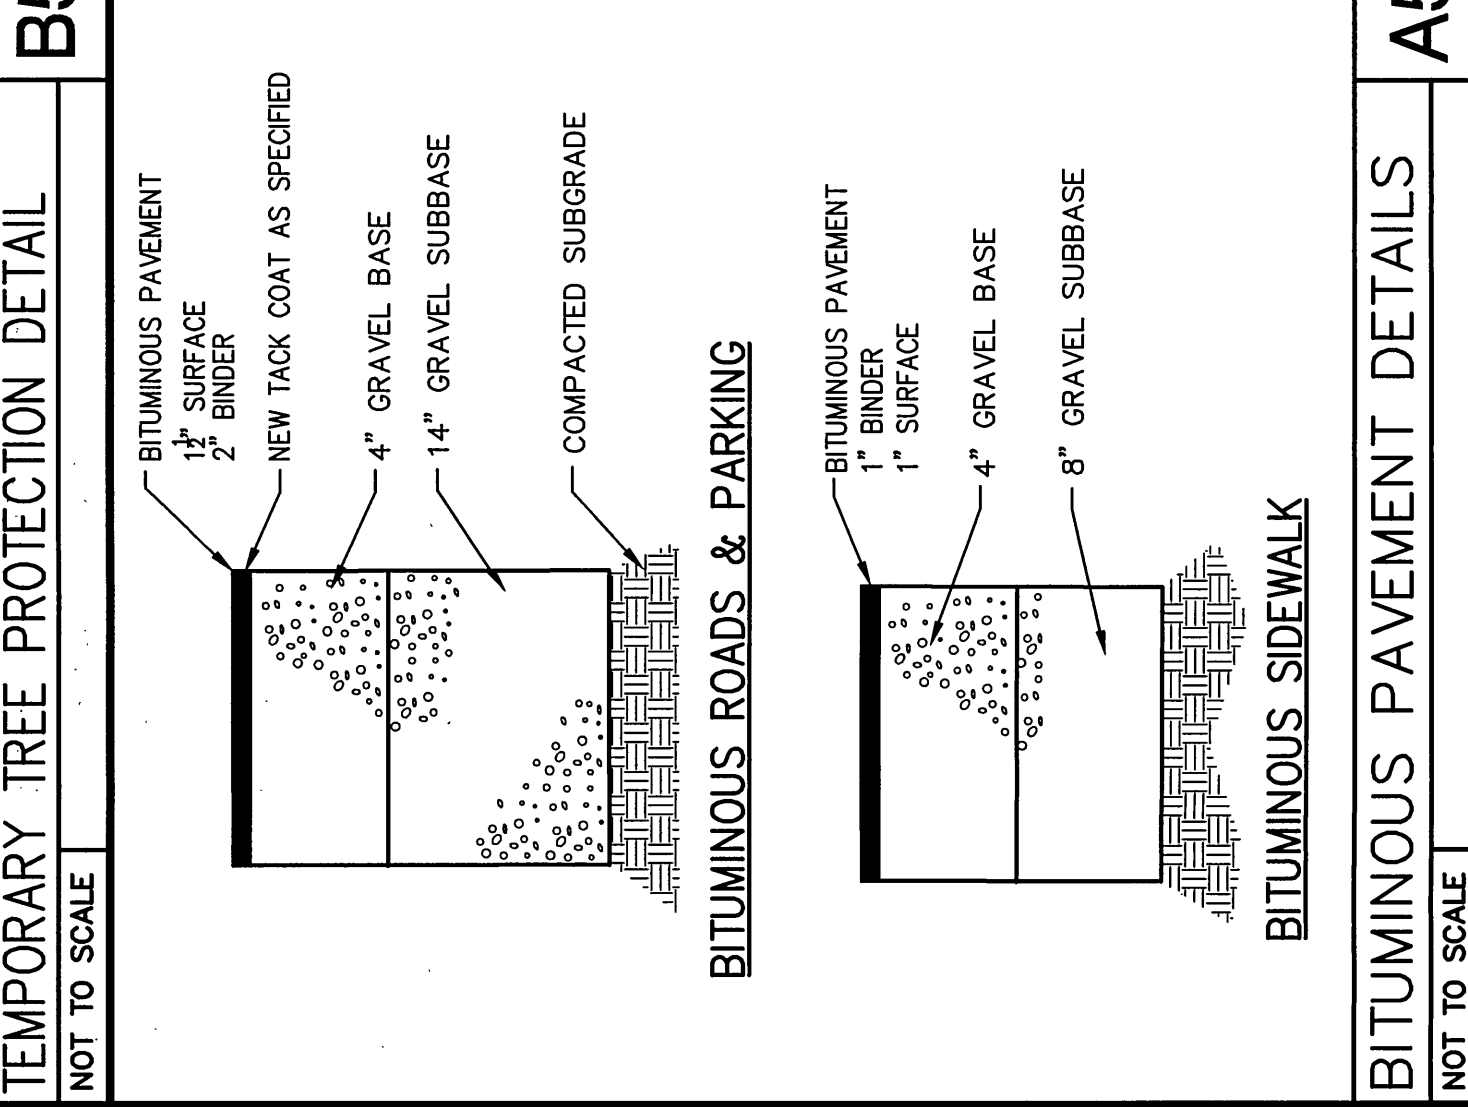 TEMPORARY TREE PROTECTION DETAIL
NOT TO SCALE
BITUMINOUS PAVEMENT
1½" SURFACE
2" BINDER
NEW TACK COAT AS SPECIFIED
4" GRAVEL BASE
14" GRAVEL SUBBASE
COMPACTED SUBGRADE
BITUMINOUS ROADS & PARKING
BITUMINOUS PAVEMENT
1" BINDER
1" SURFACE
4" GRAVEL BASE
8" GRAVEL SUBBASE
BITUMINOUS SIDEWALK
BITUMINOUS PAVEMENT DETAILS
NOT TO SCALE